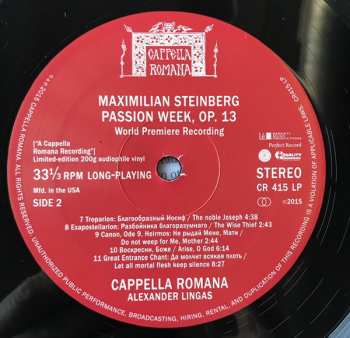 CAPPELLA
ROMANA
MAXIMILIAN STEINBERG
PASSION WEEK, OP. 13
World Premiere Recording
["A Cappella
Romana Recording"]
Limited-edition 200g audiophile vinyl
33⅓ RPM LONG-PLAYING
Mfd. in the USA
SIDE 2
Perfect Record
QUALITY
STEREO
CR 415 LP
℗2015
7 Troparion: Благообразный Иосиф / The noble Joseph 4:38
8 Exapostellarion: Разбойника благоразумнаго / The Wise Thief 2:43
9 Canon, Ode 9, Heirmos: Не рыдай Мене, Мати /
Do not weep for Me, Mother 2:44
10 Воскресни, Боже / Arise, O God 6:14
11 Great Entrance Chant: Да молчит всякая плоть /
Let all mortal flesh keep silence 8:27
CAPPELLA ROMANA
ALEXANDER LINGAS
℗ & © 2015 CAPPELLA ROMANA. ALL RIGHTS RESERVED. UNAUTHORIZED PUBLIC PERFORMANCE, BROADCASTING, HIRING, RENTAL, AND DUPLICATION OF THIS RECORDING IS A VIOLATION OF APPLICABLE LAWS. CR415 LP